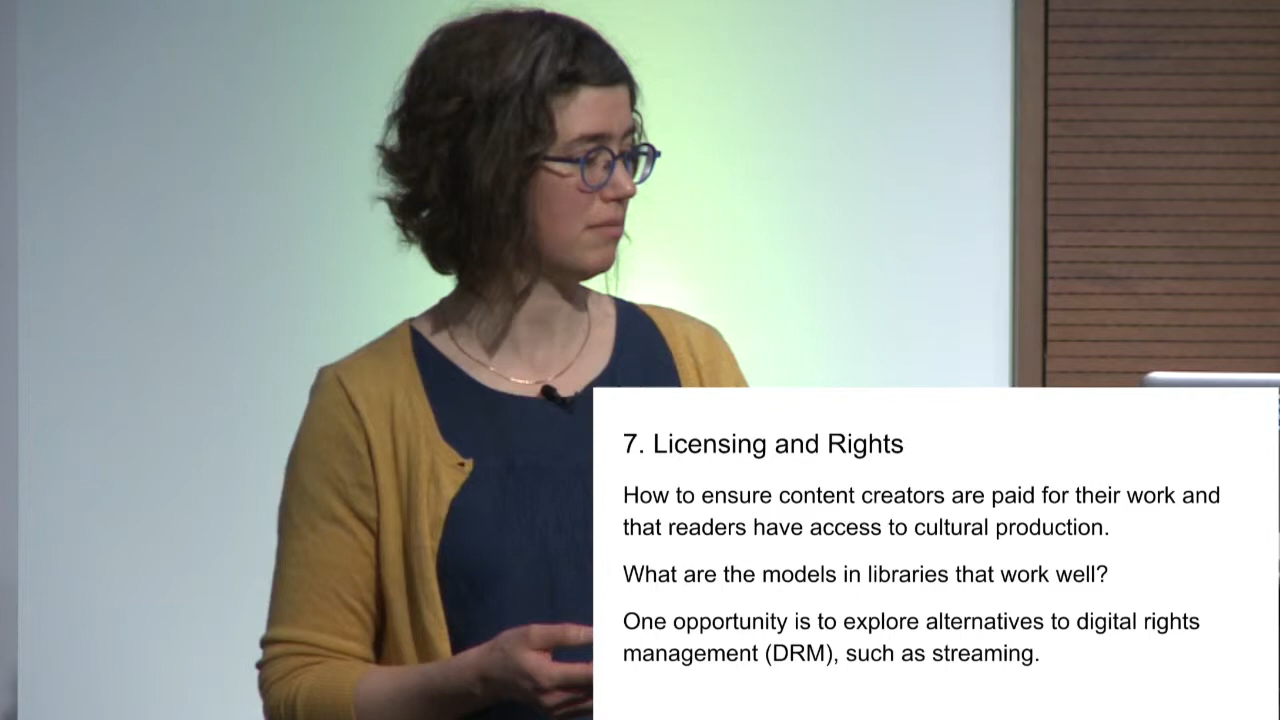 7. Licensing and Rights
How to ensure content creators are paid for their work and
that readers have access to cultural production.
What are the models in libraries that work well?
One opportunity is to explore alternatives to digital rights
management (DRM), such as streaming.